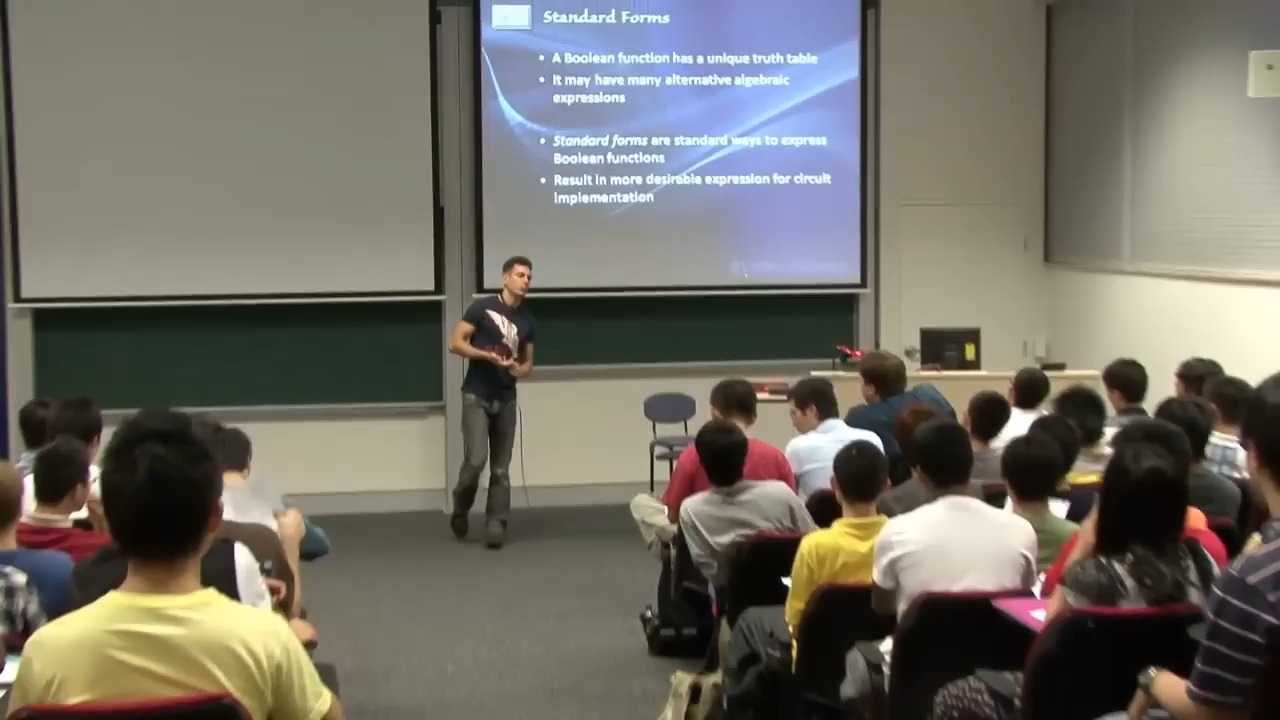 Standard Forms
• A Boolean function has a unique truth table
• It may have many alternative algebraic
expressions
• Standard forms are standard ways to express
Boolean functions
• Result in more desirable expression for circuit
implementation